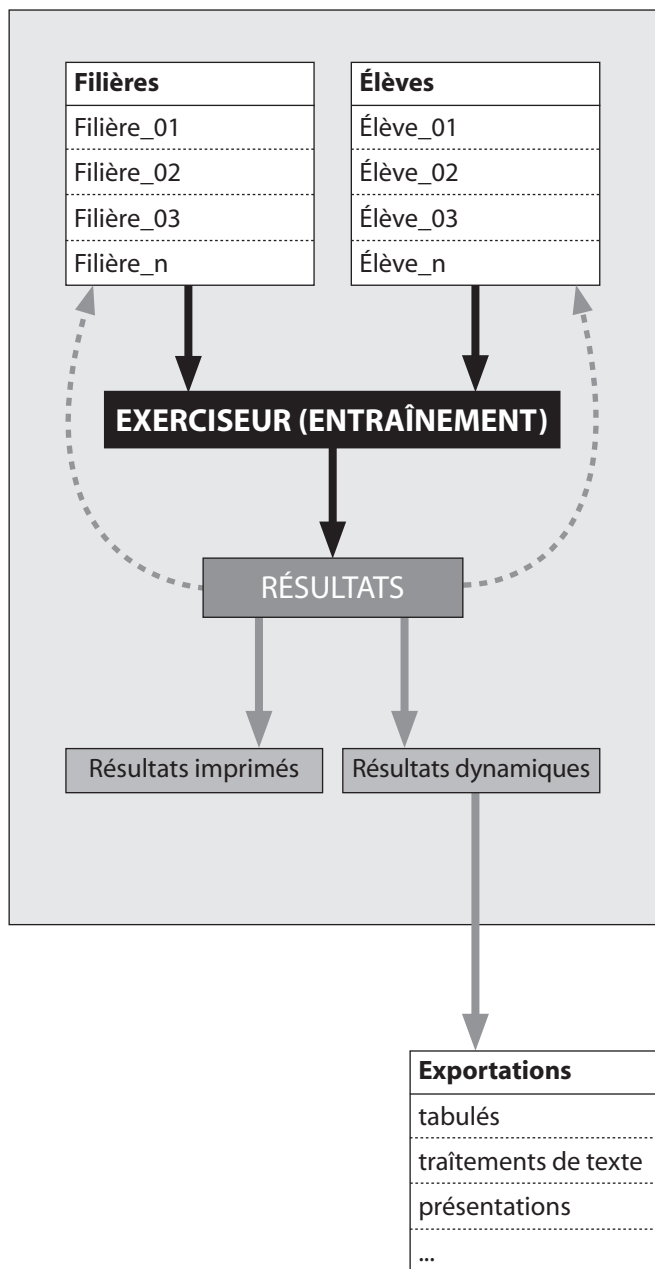 Filières
Filière_01
Filière_02
Filière_03
Filière_n
Élèves
Élève_01
Élève_02
Élève_03
Élève_n
EXERCISEUR (ENTRAÎNEMENT)
RÉSULTATS
Résultats imprimés
Résultats dynamiques
Exportations
tabulés
traîtements de texte
présentations
...